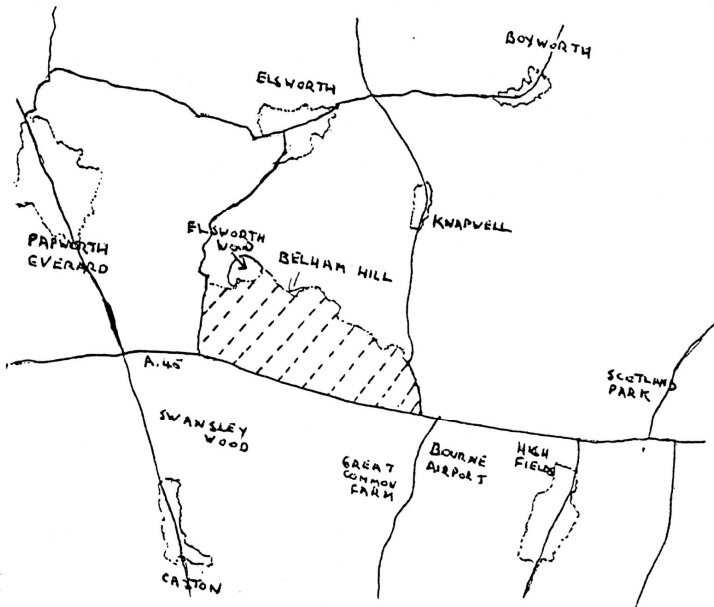 BOYWORTH
ELSWORTH
KNAPWELL
ELSWORTH
WOOD
BELHAM HILL
PAPWORTH
EVERARD
A.45
SCOTLAND
PARK
SWANSLEY
WOOD
GREAT
COMMON
FARM
BOURNE
AIRPORT
HIGH
FIELDS
CAXTON